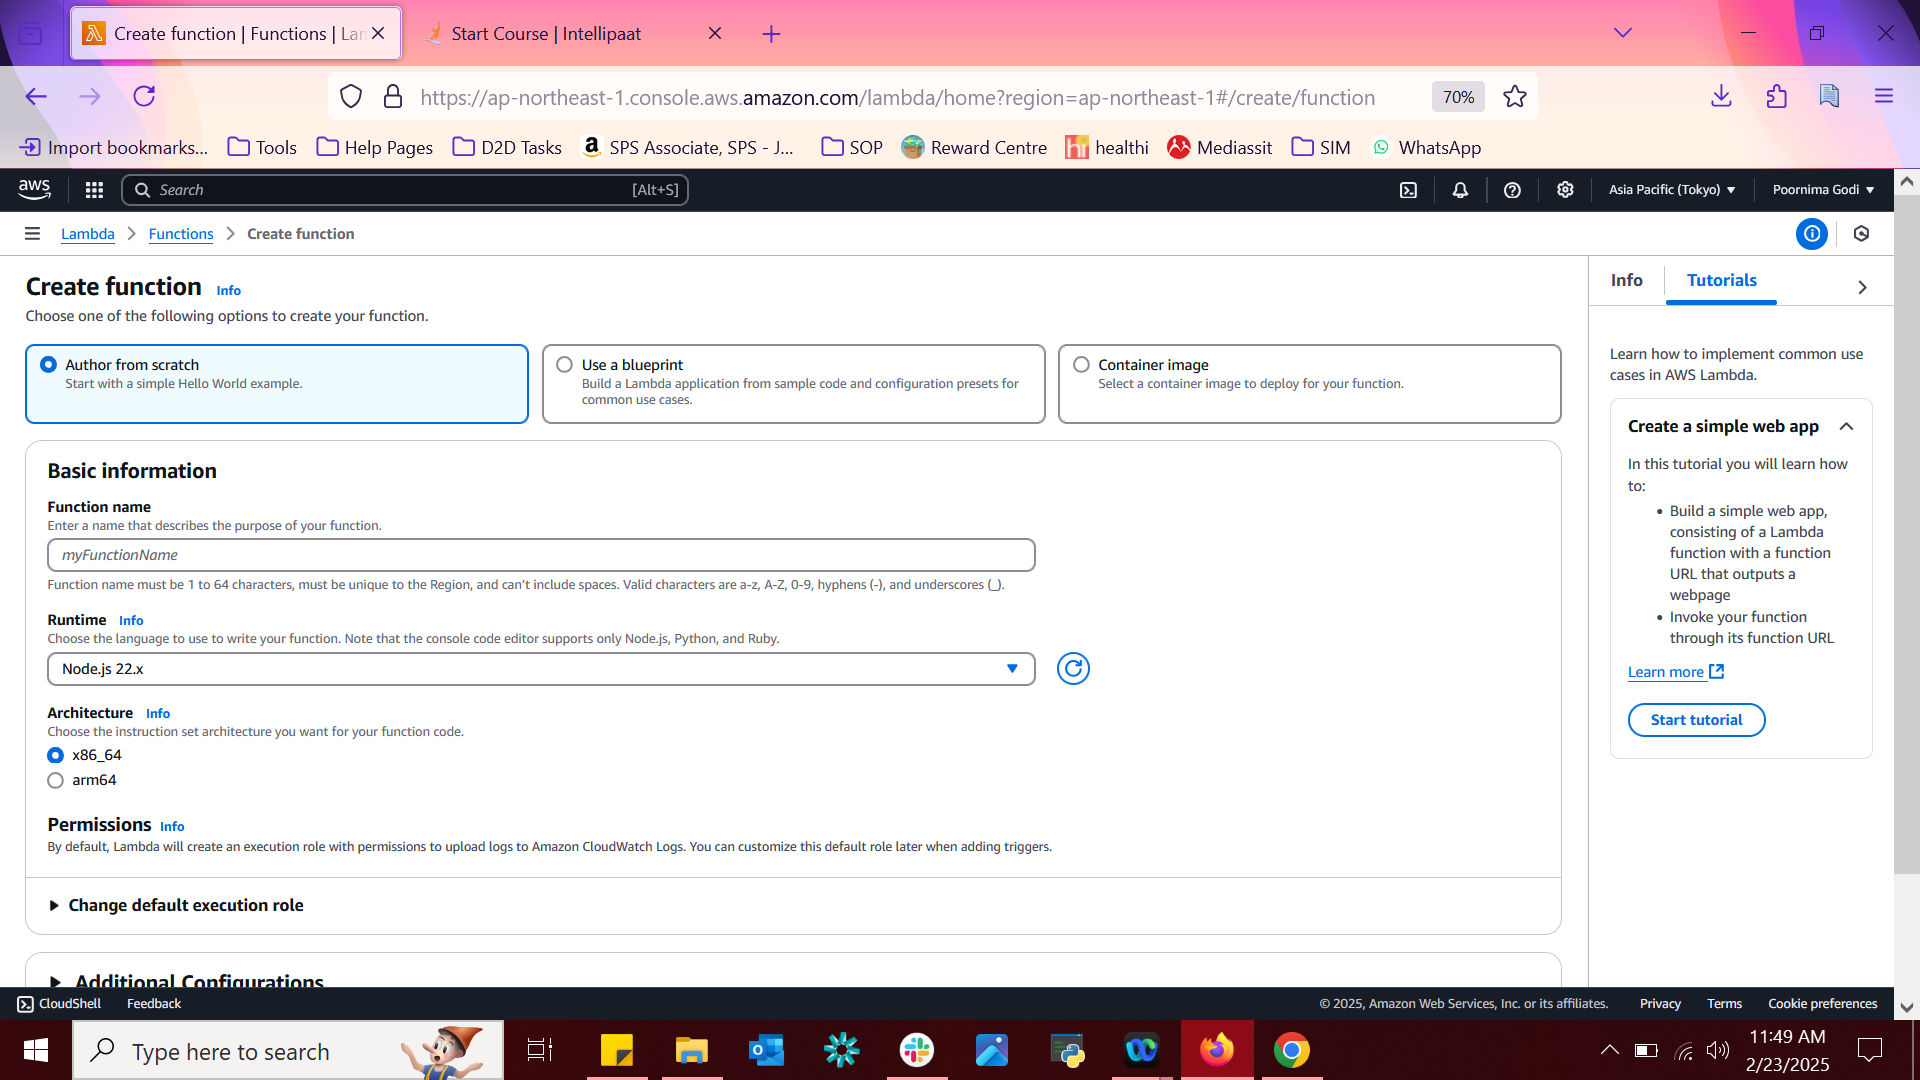 Create function | Functions | Lan
Start Course | Intellipaat
https://ap-northeast-1.console.aws.amazon.com/lambda/home?region=ap-northeast-1#/create/function
70%
Import bookmarks...
Tools
Help Pages
D2D Tasks
SPS Associate, SPS - J...
SOP
Reward Centre
healthi
Mediassit
SIM
WhatsApp
aws
Search
[Alt+S]
Asia Pacific (Tokyo)
Poornima Godi
Lambda
Functions
Create function
Create function Info
Choose one of the following options to create your function.
Author from scratch
Start with a simple Hello World example.
Use a blueprint
Build a Lambda application from sample code and configuration presets for
common use cases.
Container image
Select a container image to deploy for your function.
Basic information
Function name
Enter a name that describes the purpose of your function.
myFunctionName
Function name must be 1 to 64 characters, must be unique to the Region, and can't include spaces. Valid characters are a-z, A-Z, 0-9, hyphens (-), and underscores (_).
Runtime Info
Choose the language to use to write your function. Note that the console code editor supports only Node.js, Python, and Ruby.
Node.js 22.x
Architecture Info
Choose the instruction set architecture you want for your function code.
x86_64
arm64
Permissions Info
By default, Lambda will create an execution role with permissions to upload logs to Amazon CloudWatch Logs. You can customize this default role later when adding triggers.
Change default execution role
Additional Configurations
Info
Tutorials
Learn how to implement common use
cases in AWS Lambda.
Create a simple web app
In this tutorial you will learn how
to:
• Build a simple web app,
consisting of a Lambda
function with a function
URL that outputs a
webpage
• Invoke your function
through its function URL
Learn more
Start tutorial
CloudShell
Feedback
© 2025, Amazon Web Services, Inc. or its affiliates.
Privacy
Terms
Cookie preferences
Type here to search
11:49 AM
2/23/2025